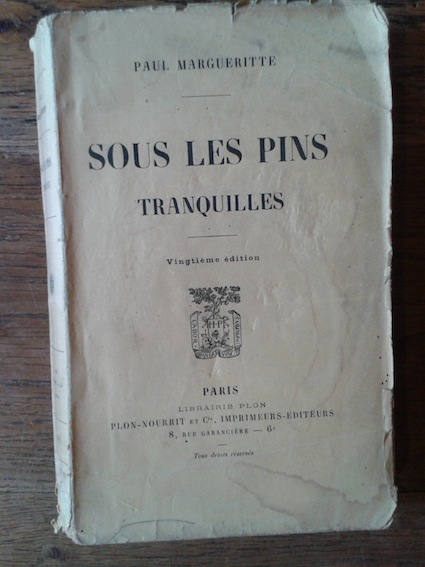 PAUL MARGUERITTE
SOUS LES PINS
TRANQUILLES
Vingtième édition
PARIS
LIBRAIRIE PLON
PLON-NOURRIT ET Cie, IMPRIMEURS-ÉDITEURS
8, RUE GARANCIÈRE — 6e
Tous droits réservés